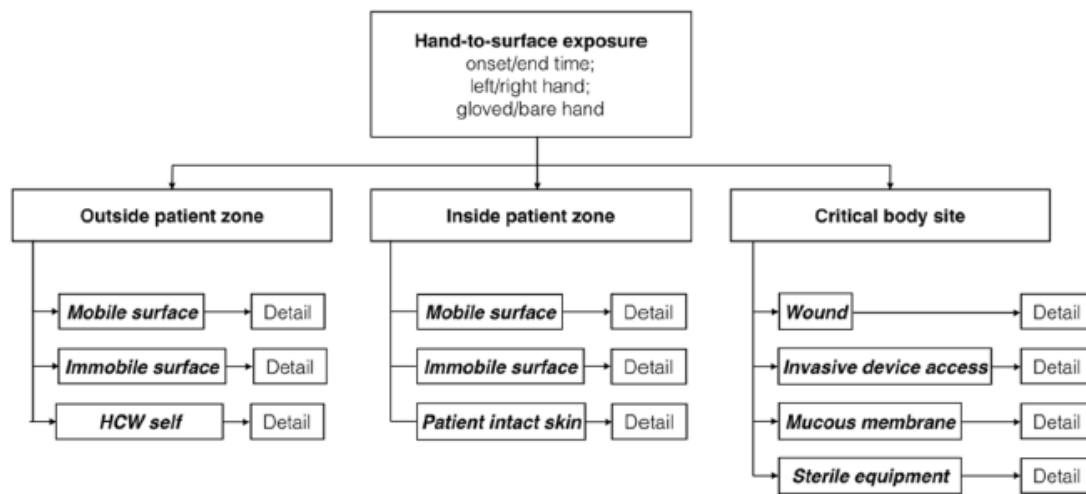 Hand-to-surface exposure
onset/end time;
left/right hand;
gloved/bare hand
Outside patient zone
Inside patient zone
Critical body site
Mobile surface
Detail
Immobile surface
Detail
HCW self
Detail
Mobile surface
Detail
Immobile surface
Detail
Patient intact skin
Detail
Wound
Detail
Invasive device access
Detail
Mucous membrane
Detail
Sterile equipment
Detail